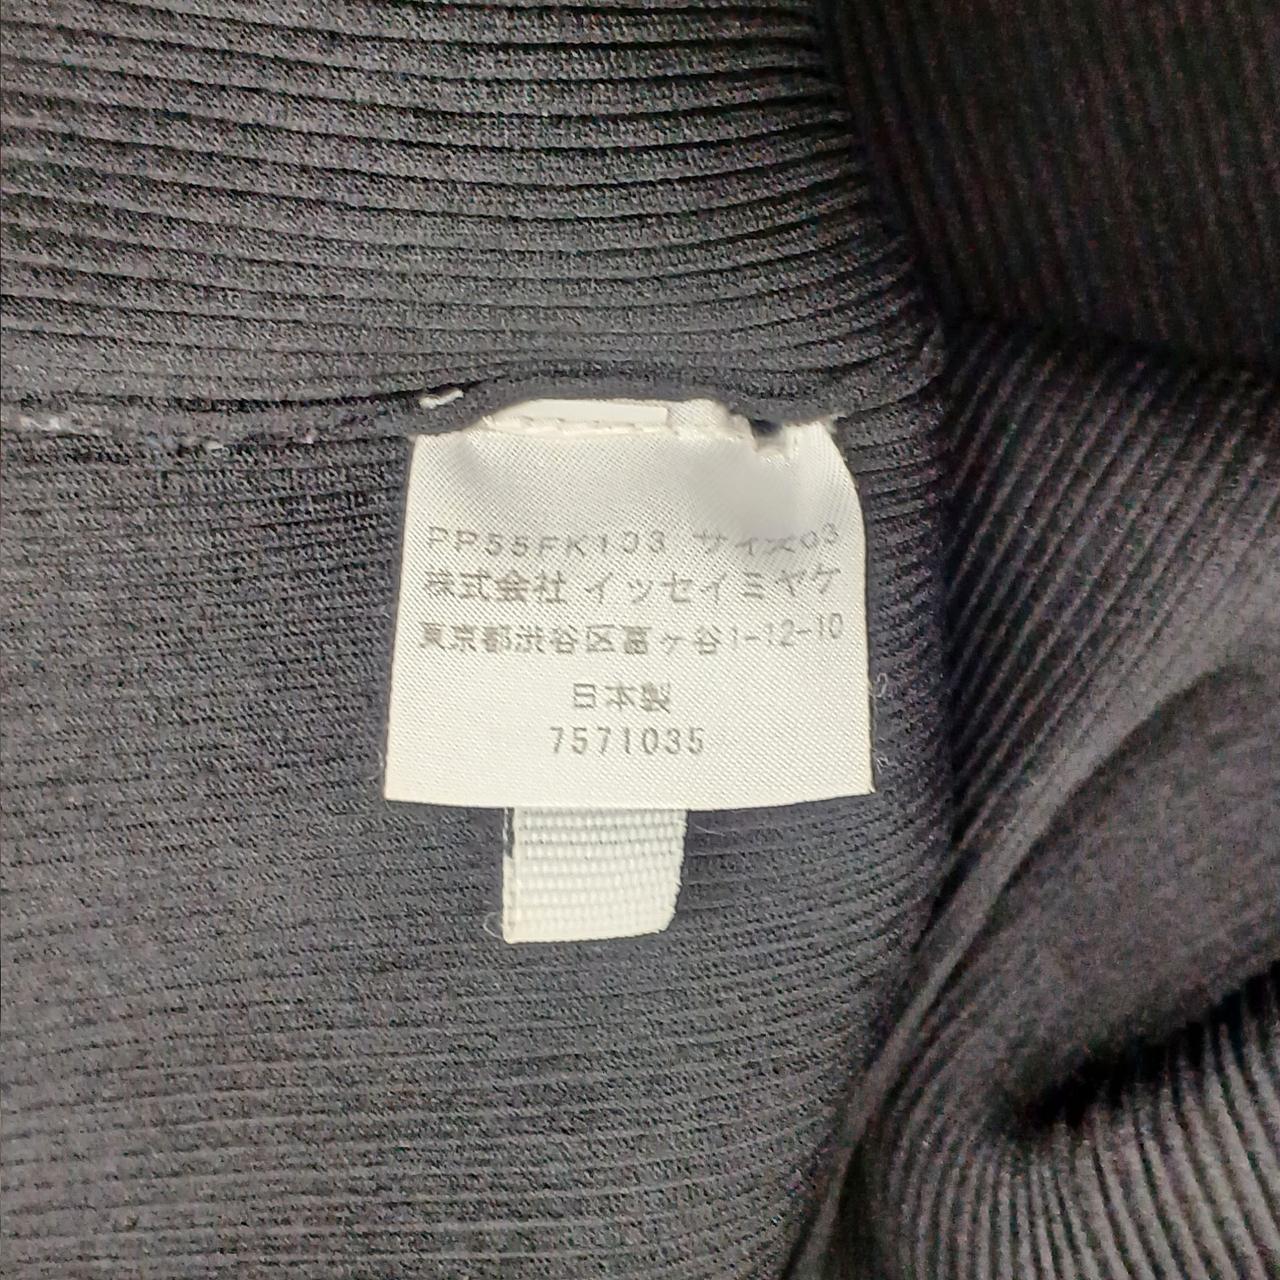 PP55FK133 サイズ03
株式会社 イッセイミヤケ
東京都渋谷区富ヶ谷1-12-10
日本製
7571035